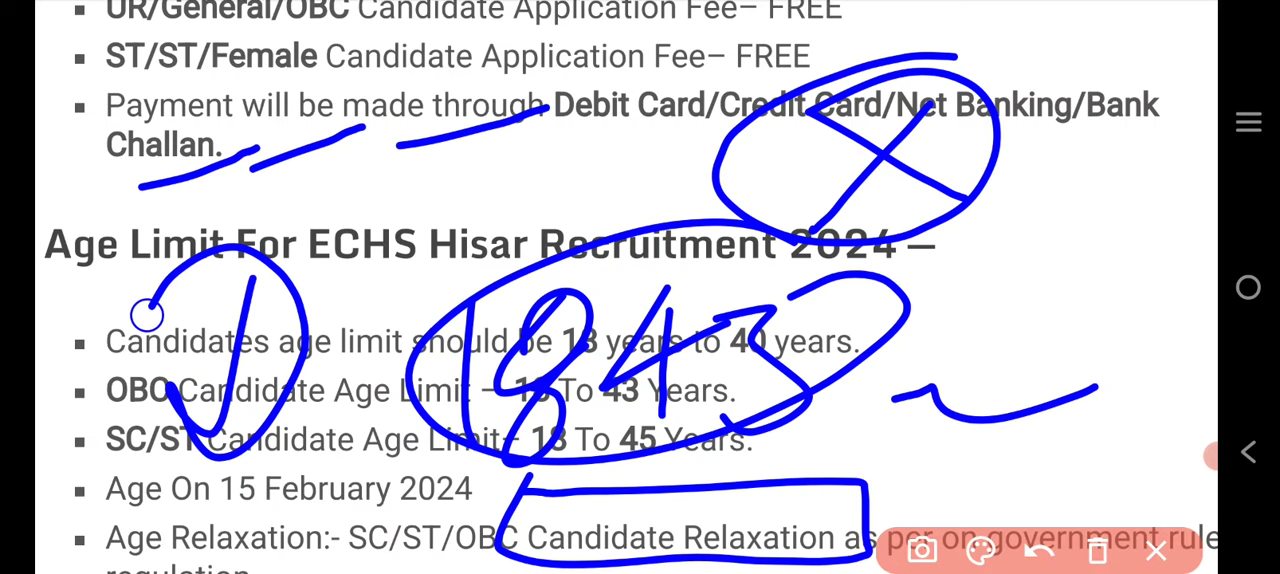 UR/General/OBC Candidate Application Fee– FREE
ST/ST/Female Candidate Application Fee– FREE
Payment will be made through Debit Card/Credit Card/Net Banking/Bank
Challan.
Age Limit For ECHS Hisar Recruitment 2024 —
Candidates age limit should be 18 years to 40 years.
OBC Candidate Age Limit – 18 To 43 Years.
SC/ST Candidate Age Limit:- 18 To 45 Years.
Age On 15 February 2024
Age Relaxation:- SC/ST/OBC Candidate Relaxation as per on government rule
regulation
1843